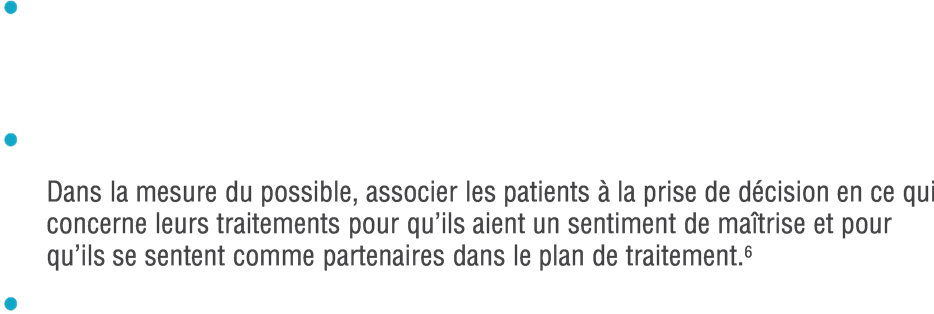 •
•
Dans la mesure du possible, associer les patients à la prise de décision en ce qui
concerne leurs traitements pour qu’ils aient un sentiment de maîtrise et pour
qu’ils se sentent comme partenaires dans le plan de traitement.⁶
•